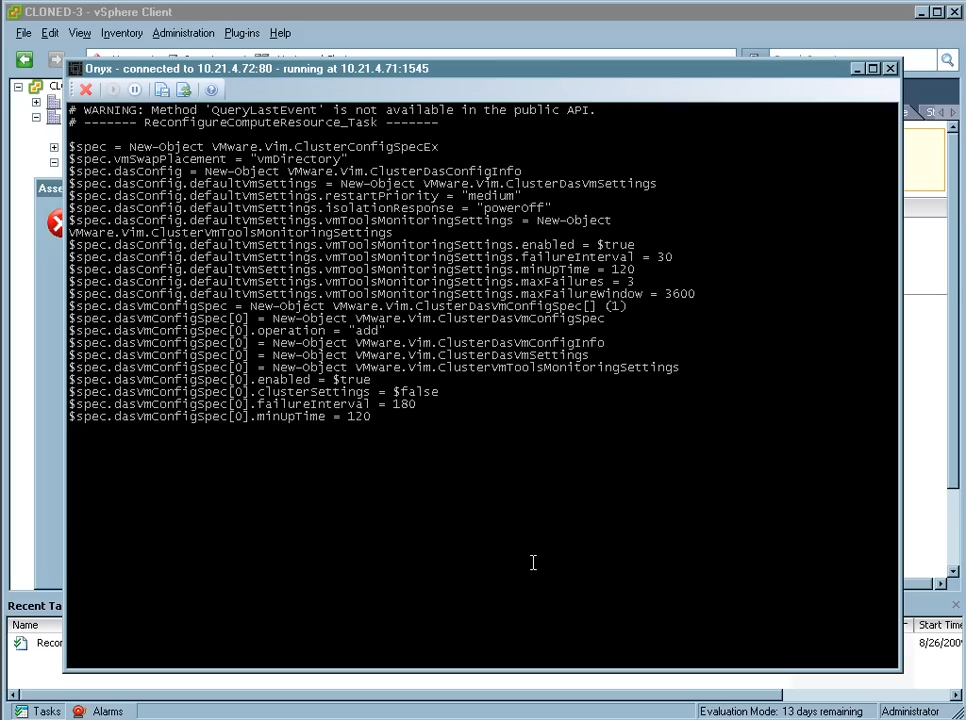 CLONED-3 - vSphere Client
File Edit View Inventory Administration Plug-ins Help
Onyx - connected to 10.21.4.72:80 - running at 10.21.4.71:1545
# WARNING: Method 'QueryLastEvent' is not available in the public API.
# ------- ReconfigureComputeResource_Task -------
$spec = New-Object VMware.Vim.ClusterConfigSpecEx
$spec.vmSwapPlacement = "vmDirectory"
$spec.dasConfig = New-Object VMware.Vim.ClusterDasConfigInfo
$spec.dasConfig.defaultVmSettings = New-Object VMware.Vim.ClusterDasVmSettings
$spec.dasConfig.defaultVmSettings.restartPriority = "medium"
$spec.dasConfig.defaultVmSettings.isolationResponse = "powerOff"
$spec.dasConfig.defaultVmSettings.vmToolsMonitoringSettings = New-Object
VMware.Vim.ClusterVmToolsMonitoringSettings
$spec.dasConfig.defaultVmSettings.vmToolsMonitoringSettings.enabled = $true
$spec.dasConfig.defaultVmSettings.vmToolsMonitoringSettings.failureInterval = 30
$spec.dasConfig.defaultVmSettings.vmToolsMonitoringSettings.minUpTime = 120
$spec.dasConfig.defaultVmSettings.vmToolsMonitoringSettings.maxFailures = 3
$spec.dasConfig.defaultVmSettings.vmToolsMonitoringSettings.maxFailureWindow = 3600
$spec.dasVmConfigSpec = New-Object VMware.Vim.ClusterDasVmConfigSpec[] (1)
$spec.dasVmConfigSpec[0] = New-Object VMware.Vim.ClusterDasVmConfigSpec
$spec.dasVmConfigSpec[0].operation = "add"
$spec.dasVmConfigSpec[0] = New-Object VMware.Vim.ClusterDasVmConfigInfo
$spec.dasVmConfigSpec[0] = New-Object VMware.Vim.ClusterDasVmSettings
$spec.dasVmConfigSpec[0] = New-Object VMware.Vim.ClusterVmToolsMonitoringSettings
$spec.dasVmConfigSpec[0].enabled = $true
$spec.dasVmConfigSpec[0].clusterSettings = $false
$spec.dasVmConfigSpec[0].failureInterval = 180
$spec.dasVmConfigSpec[0].minUpTime = 120
CL
Asse
Recent Ta
Name Start Time
Recor 8/26/200
Tasks Alarms Evaluation Mode: 13 days remaining Administrator